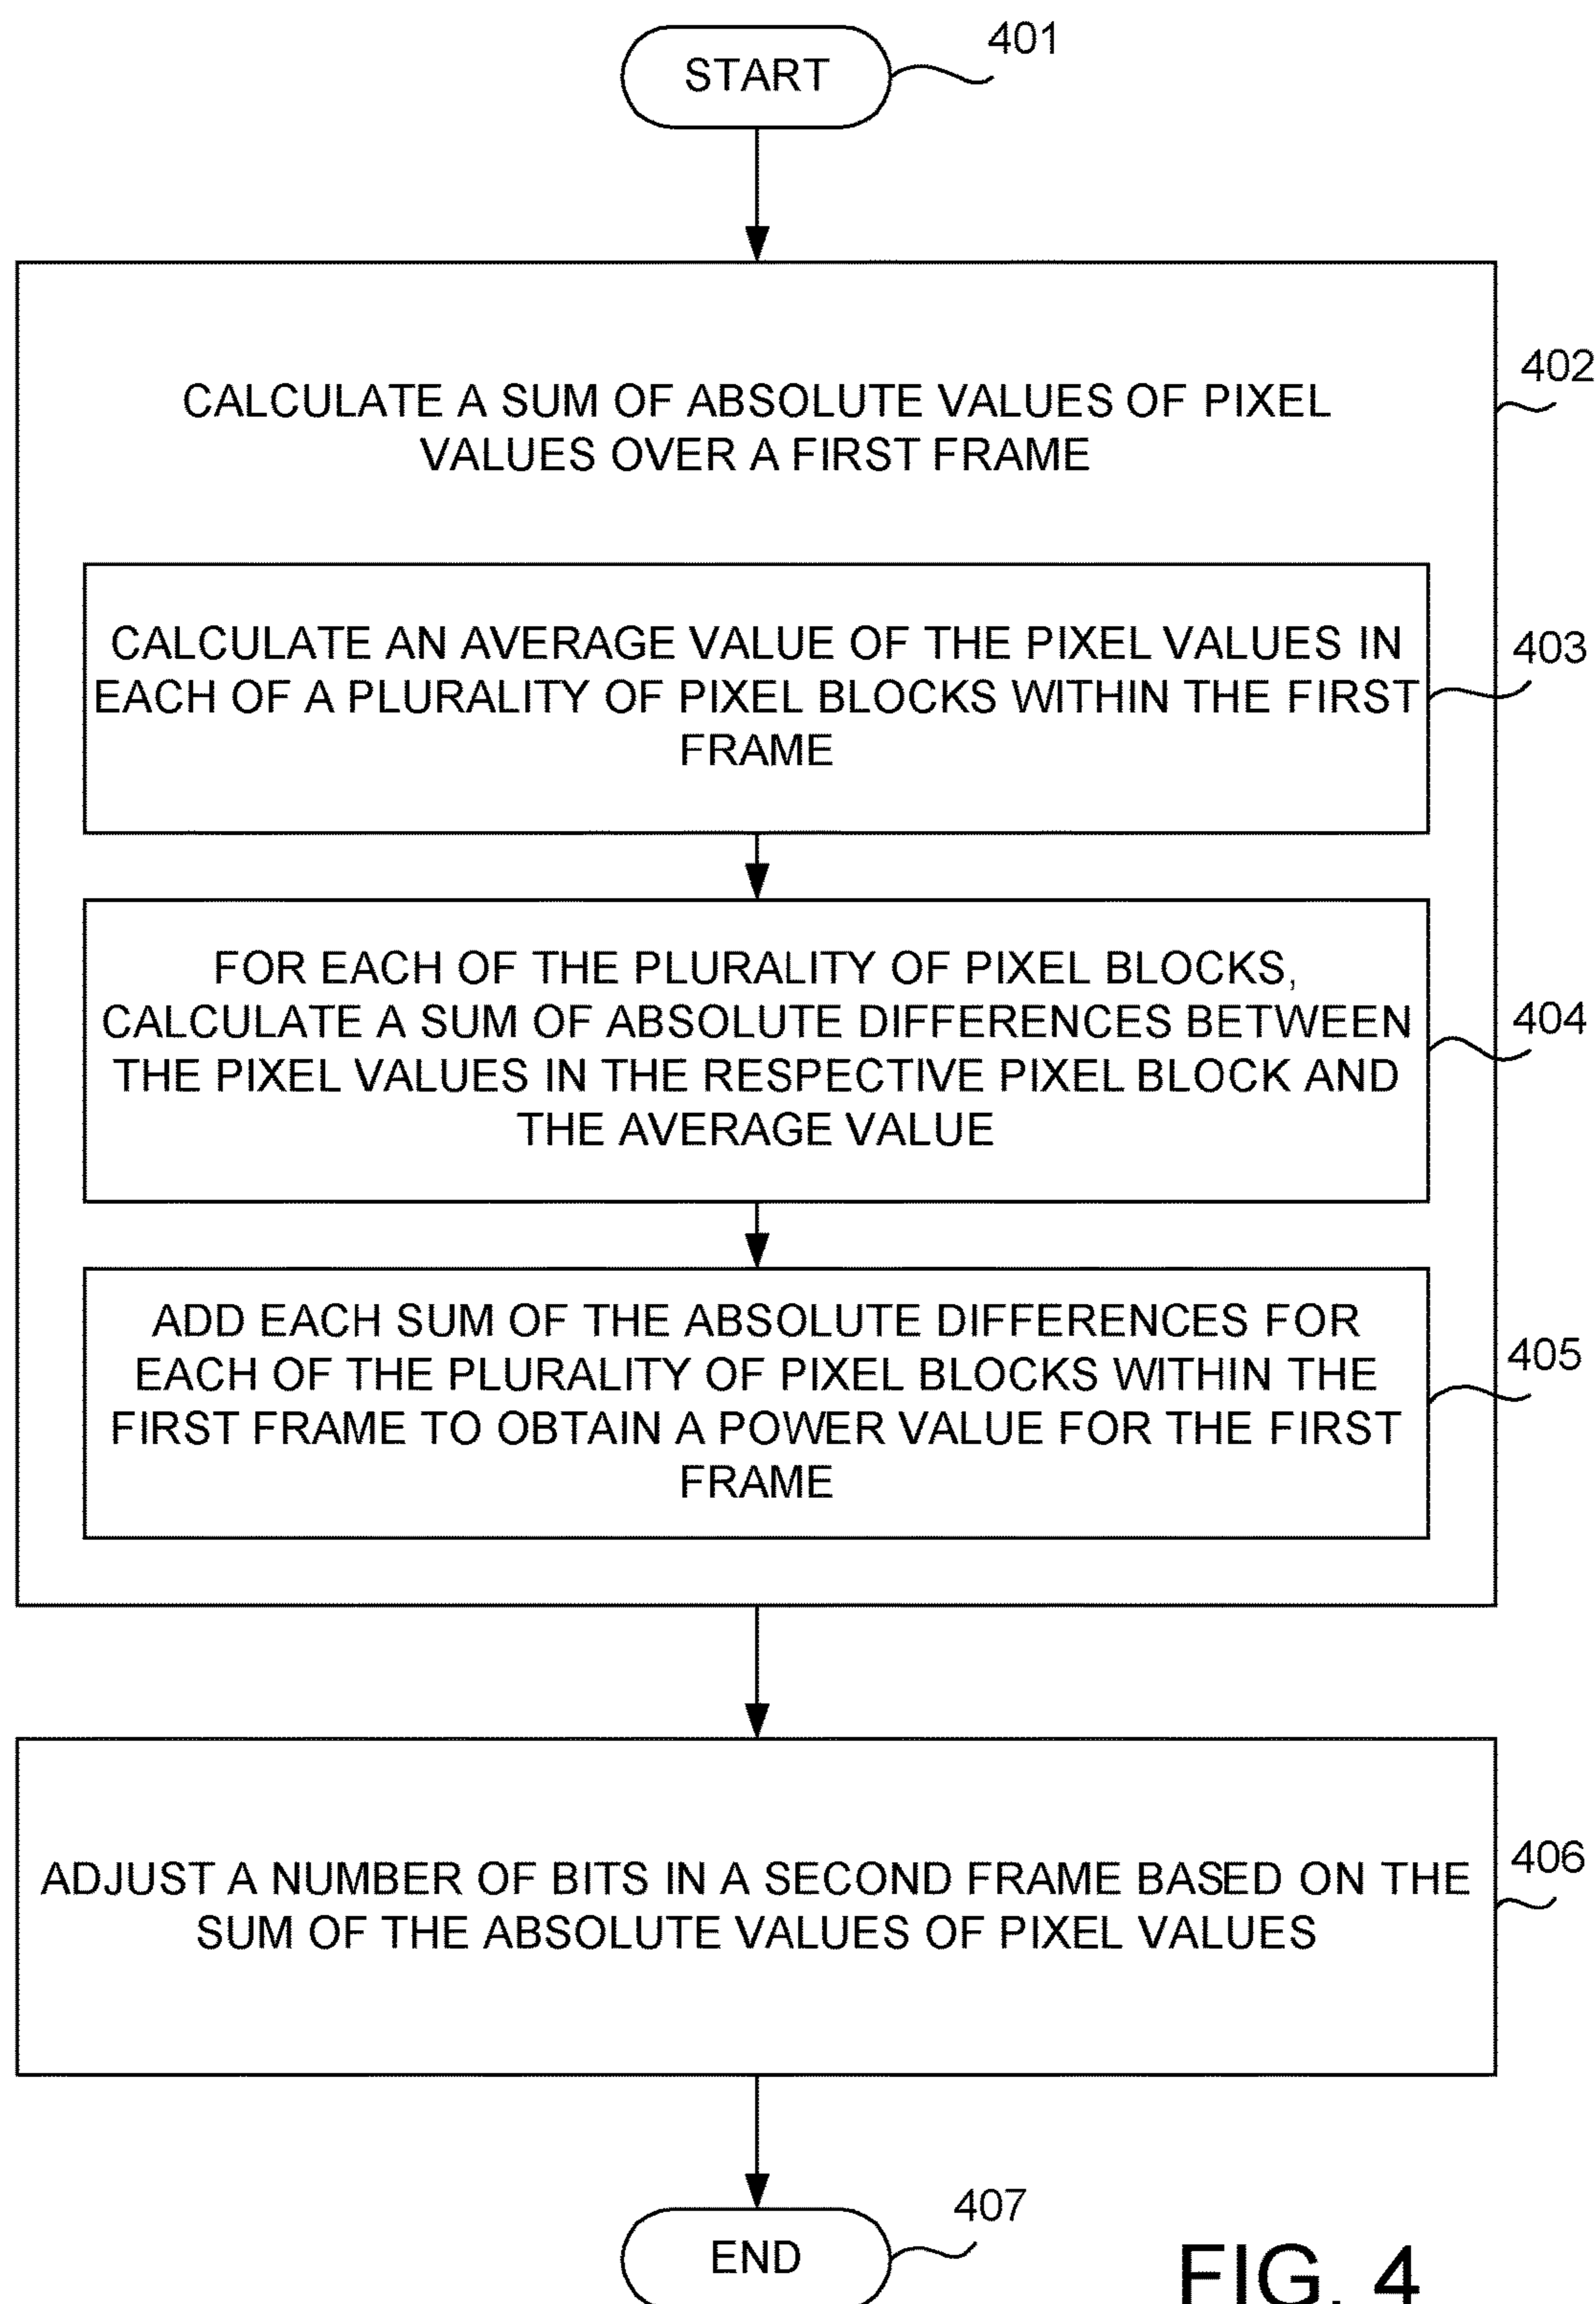 START
401
CALCULATE A SUM OF ABSOLUTE VALUES OF PIXEL
VALUES OVER A FIRST FRAME
402
CALCULATE AN AVERAGE VALUE OF THE PIXEL VALUES IN
EACH OF A PLURALITY OF PIXEL BLOCKS WITHIN THE FIRST
FRAME
403
FOR EACH OF THE PLURALITY OF PIXEL BLOCKS,
CALCULATE A SUM OF ABSOLUTE DIFFERENCES BETWEEN
THE PIXEL VALUES IN THE RESPECTIVE PIXEL BLOCK AND
THE AVERAGE VALUE
404
ADD EACH SUM OF THE ABSOLUTE DIFFERENCES FOR
EACH OF THE PLURALITY OF PIXEL BLOCKS WITHIN THE
FIRST FRAME TO OBTAIN A POWER VALUE FOR THE FIRST
FRAME
405
ADJUST A NUMBER OF BITS IN A SECOND FRAME BASED ON THE
SUM OF THE ABSOLUTE VALUES OF PIXEL VALUES
406
END
407
FIG. 4